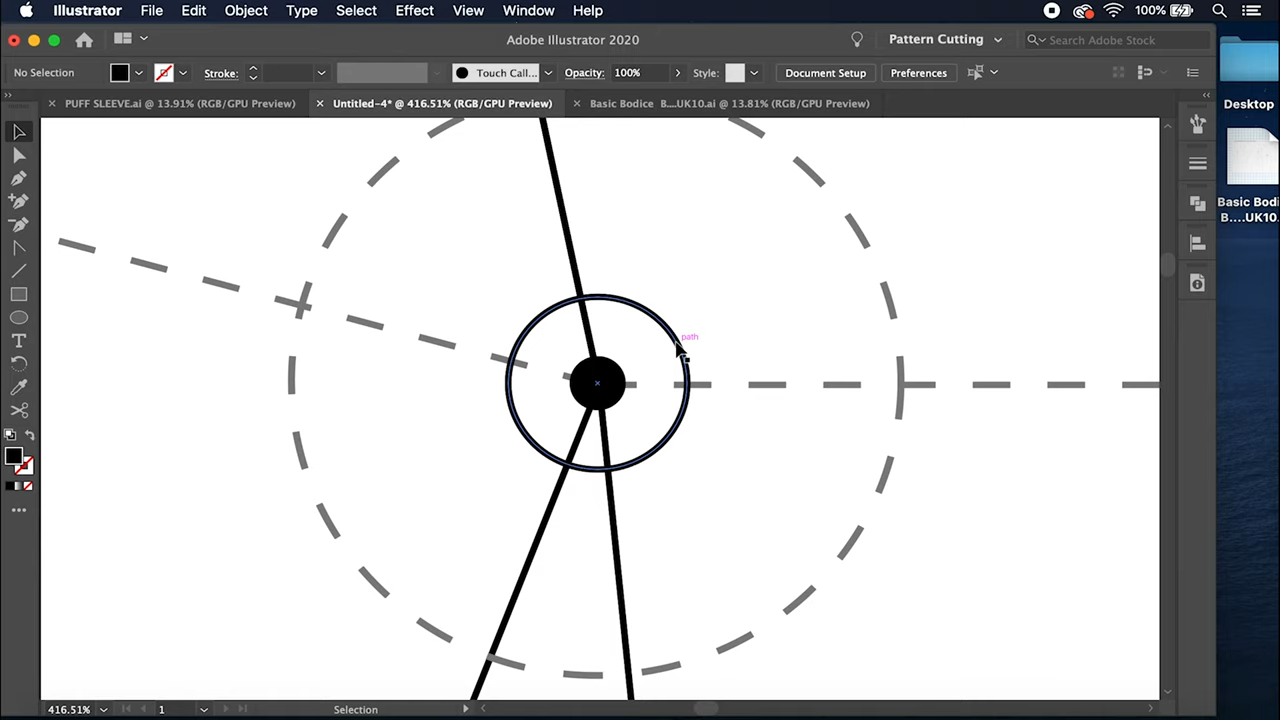 Illustrator File Edit Object Type Select Effect View Window Help 100%
Adobe Illustrator 2020 Pattern Cutting Search Adobe Stock
No Selection Stroke: Touch Call... Opacity: 100% Style: Document Setup Preferences
PUFF SLEEVE.ai @ 13.91% (RGB/GPU Preview) Untitled-4* @ 416.51% (RGB/GPU Preview) Basic Bodice B....UK10.ai @ 13.81% (RGB/GPU Preview)
Desktop
Basic Bodi
B....UK10.
path
T
416.51% 1 Selection